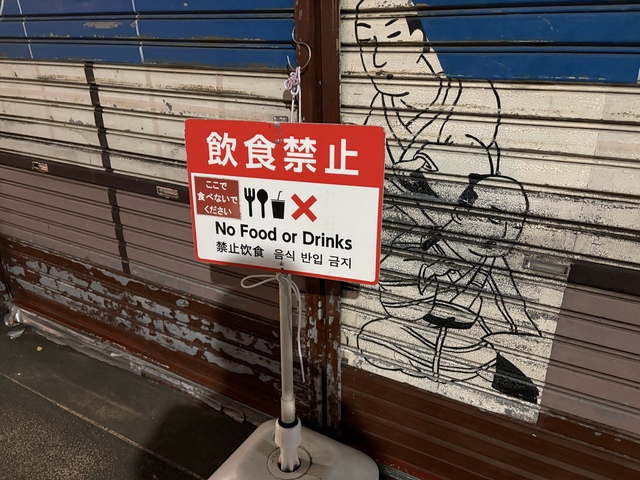 飲食禁止
ここで
食べないで
ください
No Food or Drinks
禁止饮食 음식 반입 금지